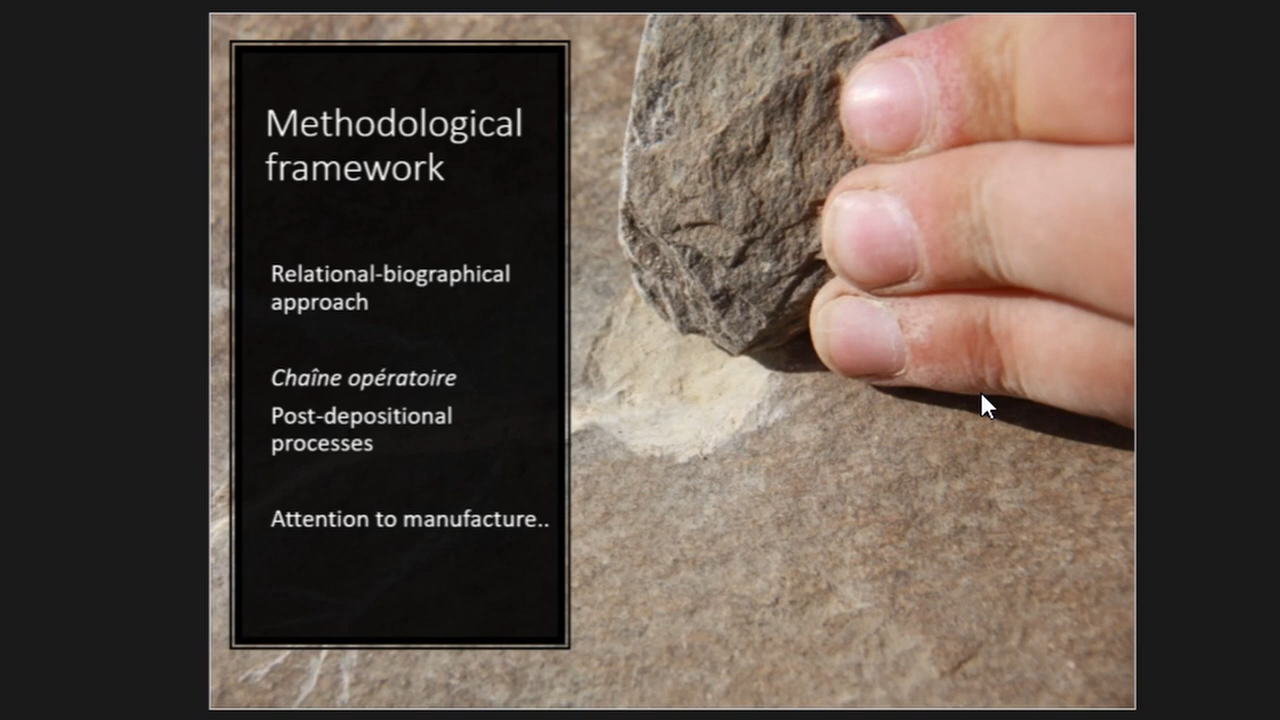 Methodological
framework
Relational-biographical
approach
Chaîne opératoire
Post-depositional
processes
Attention to manufacture..